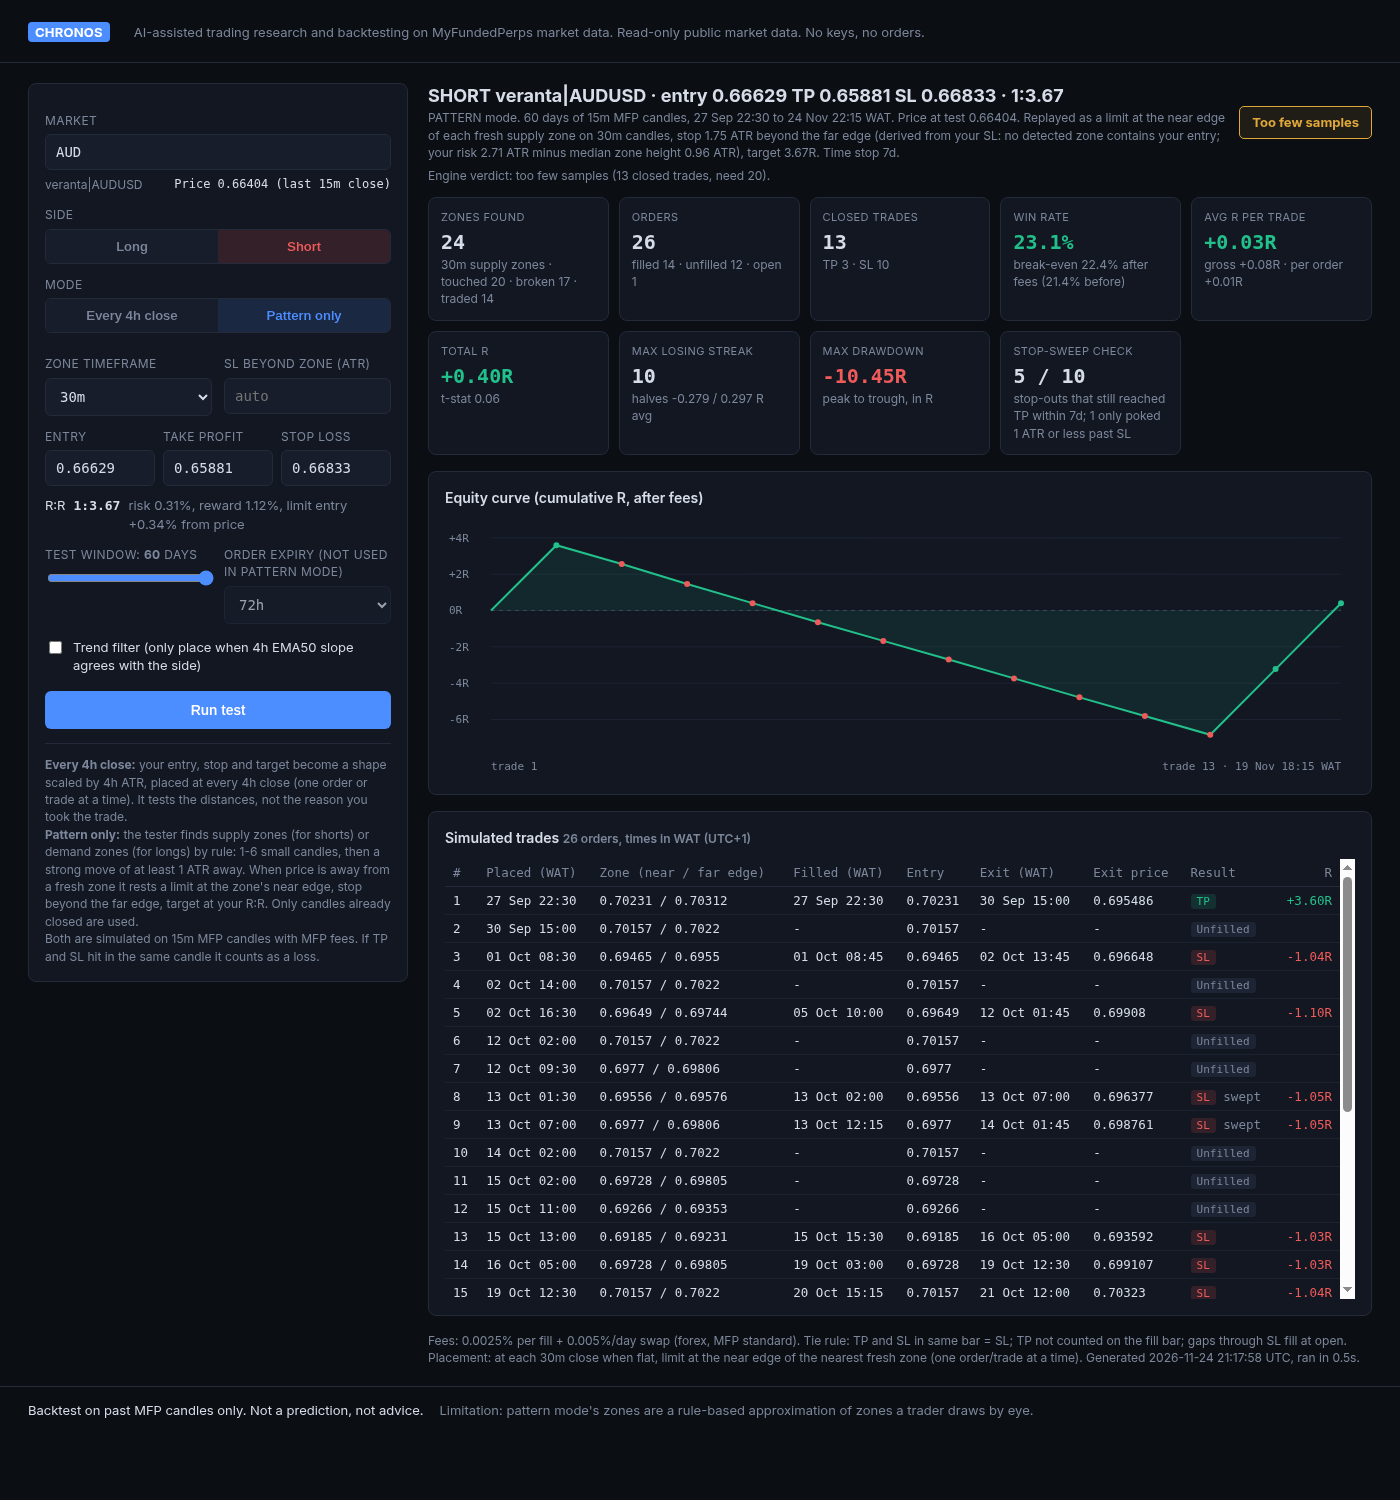 CHRONOS AI-assisted trading research and backtesting on MyFundedPerps market data. Read-only public market data. No keys, no orders.
MARKET
AUD
veranta|AUDUSD Price 0.66404 (last 15m close)
SIDE
Long Short
MODE
Every 4h close Pattern only
ZONE TIMEFRAME SL BEYOND ZONE (ATR)
30m auto
ENTRY TAKE PROFIT STOP LOSS
0.66629 0.65881 0.66833
R:R 1:3.67 risk 0.31%, reward 1.12%, limit entry
+0.34% from price
TEST WINDOW: 60 DAYS
ORDER EXPIRY (NOT USED
IN PATTERN MODE)
72h
Trend filter (only place when 4h EMA50 slope
agrees with the side)
Run test
Every 4h close: your entry, stop and target become a shape
scaled by 4h ATR, placed at every 4h close (one order or
trade at a time). It tests the distances, not the reason you
took the trade.
Pattern only: the tester finds supply zones (for shorts) or
demand zones (for longs) by rule: 1-6 small candles, then a
strong move of at least 1 ATR away. When price is away from
a fresh zone it rests a limit at the zone's near edge, stop
beyond the far edge, target at your R:R. Only candles already
closed are used.
Both are simulated on 15m MFP candles with MFP fees. If TP
and SL hit in the same candle it counts as a loss.
SHORT veranta|AUDUSD · entry 0.66629 TP 0.65881 SL 0.66833 · 1:3.67
PATTERN mode. 60 days of 15m MFP candles, 27 Sep 22:30 to 24 Nov 22:15 WAT. Price at test 0.66404. Replayed as a limit at the near edge
of each fresh supply zone on 30m candles, stop 1.75 ATR beyond the far edge (derived from your SL: no detected zone contains your entry;
your risk 2.71 ATR minus median zone height 0.96 ATR), target 3.67R. Time stop 7d.
Engine verdict: too few samples (13 closed trades, need 20).
Too few samples
ZONES FOUND
24
30m supply zones ·
touched 20 · broken 17 ·
traded 14
ORDERS
26
filled 14 · unfilled 12 · open
1
CLOSED TRADES
13
TP 3 · SL 10
WIN RATE
23.1%
break-even 22.4% after
fees (21.4% before)
AVG R PER TRADE
+0.03R
gross +0.08R · per order
+0.01R
TOTAL R
+0.40R
t-stat 0.06
MAX LOSING STREAK
10
halves -0.279 / 0.297 R
avg
MAX DRAWDOWN
-10.45R
peak to trough, in R
STOP-SWEEP CHECK
5 / 10
stop-outs that still reached
TP within 7d; 1 only poked
1 ATR or less past SL
Equity curve (cumulative R, after fees)
+4R
+2R
0R
-2R
-4R
-6R
trade 1 trade 13 · 19 Nov 18:15 WAT
Simulated trades 26 orders, times in WAT (UTC+1)
# Placed (WAT) Zone (near / far edge) Filled (WAT) Entry Exit (WAT) Exit price Result R
1 27 Sep 22:30 0.70231 / 0.70312 27 Sep 22:30 0.70231 30 Sep 15:00 0.695486 TP +3.60R
2 30 Sep 15:00 0.70157 / 0.7022 - 0.70157 - - Unfilled
3 01 Oct 08:30 0.69465 / 0.6955 01 Oct 08:45 0.69465 02 Oct 13:45 0.696648 SL -1.04R
4 02 Oct 14:00 0.70157 / 0.7022 - 0.70157 - - Unfilled
5 02 Oct 16:30 0.69649 / 0.69744 05 Oct 10:00 0.69649 12 Oct 01:45 0.69908 SL -1.10R
6 12 Oct 02:00 0.70157 / 0.7022 - 0.70157 - - Unfilled
7 12 Oct 09:30 0.6977 / 0.69806 - 0.6977 - - Unfilled
8 13 Oct 01:30 0.69556 / 0.69576 13 Oct 02:00 0.69556 13 Oct 07:00 0.696377 SL swept -1.05R
9 13 Oct 07:00 0.6977 / 0.69806 13 Oct 12:15 0.6977 14 Oct 01:45 0.698761 SL swept -1.05R
10 14 Oct 02:00 0.70157 / 0.7022 - 0.70157 - - Unfilled
11 15 Oct 02:00 0.69728 / 0.69805 - 0.69728 - - Unfilled
12 15 Oct 11:00 0.69266 / 0.69353 - 0.69266 - - Unfilled
13 15 Oct 13:00 0.69185 / 0.69231 15 Oct 15:30 0.69185 16 Oct 05:00 0.693592 SL -1.03R
14 16 Oct 05:00 0.69728 / 0.69805 19 Oct 03:00 0.69728 19 Oct 12:30 0.699107 SL -1.03R
15 19 Oct 12:30 0.70157 / 0.7022 20 Oct 15:15 0.70157 21 Oct 12:00 0.70323 SL -1.04R
Fees: 0.0025% per fill + 0.005%/day swap (forex, MFP standard). Tie rule: TP and SL in same bar = SL; TP not counted on the fill bar; gaps through SL fill at open.
Placement: at each 30m close when flat, limit at the near edge of the nearest fresh zone (one order/trade at a time). Generated 2026-11-24 21:17:58 UTC, ran in 0.5s.
Backtest on past MFP candles only. Not a prediction, not advice. Limitation: pattern mode's zones are a rule-based approximation of zones a trader draws by eye.